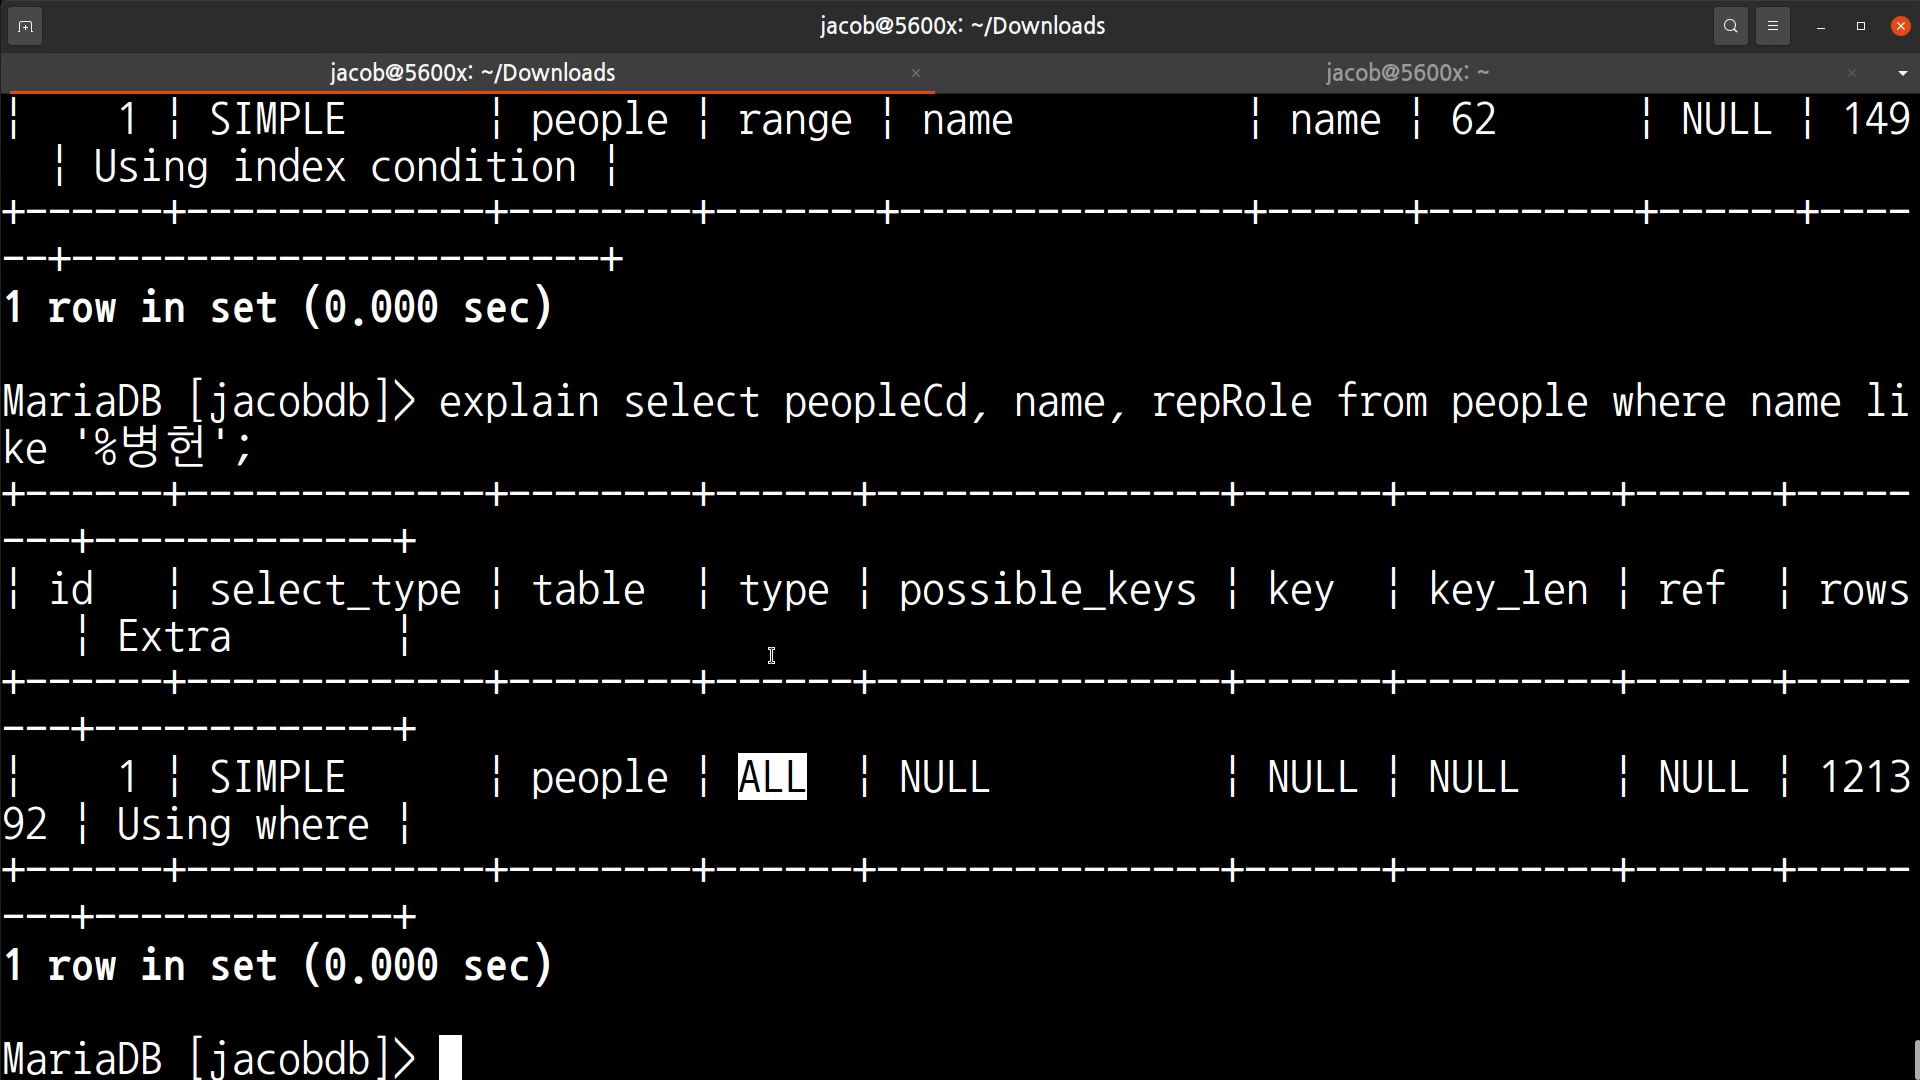 jacob@5600x: ~/Downloads
jacob@5600x: ~/Downloads × jacob@5600x: ~ ×
¦    1 ¦ SIMPLE      ¦ people ¦ range ¦ name          ¦ name ¦ 62      ¦ NULL ¦ 149
  ¦ Using index condition ¦
+------+-------------+--------+-------+---------------+------+---------+------+----
--+-----------------------+
1 row in set (0.000 sec)
MariaDB [jacobdb]> explain select peopleCd, name, repRole from people where name li
ke '%병헌';
+------+-------------+--------+------+---------------+------+---------+------+-----
---+-------------+
¦ id   ¦ select_type ¦ table  ¦ type ¦ possible_keys ¦ key  ¦ key_len ¦ ref  ¦ rows
   ¦ Extra       ¦
+------+-------------+--------+------+---------------+------+---------+------+-----
---+-------------+
¦    1 ¦ SIMPLE      ¦ people ¦ ALL  ¦ NULL          ¦ NULL ¦ NULL    ¦ NULL ¦ 1213
92 ¦ Using where ¦
+------+-------------+--------+------+---------------+------+---------+------+-----
---+-------------+
1 row in set (0.000 sec)
MariaDB [jacobdb]>